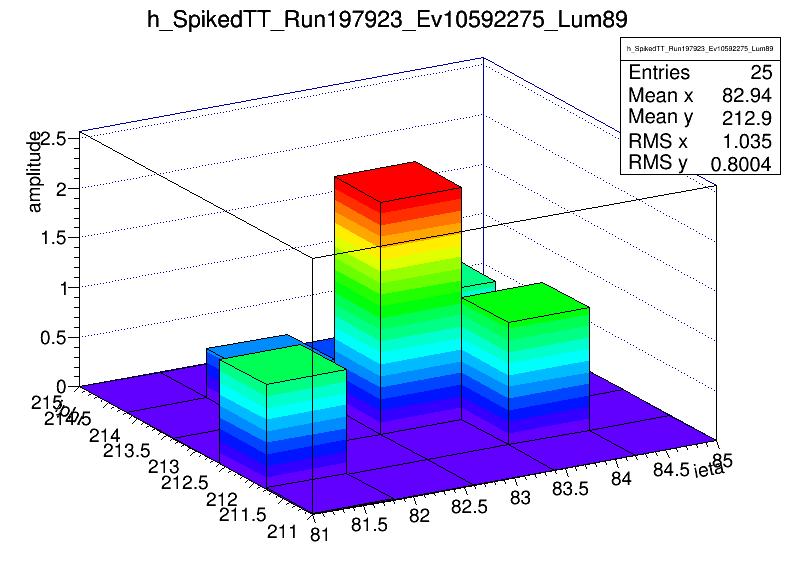 h_SpikedTT_Run197923_Ev10592275_Lum89
h_SpikedTT_Run197923_Ev10592275_Lum89
Entries 25
Mean x 82.94
Mean y 212.9
RMS x 1.035
RMS y 0.8004
amplitude
2.5
2
1.5
1
0.5
0
215
214.5
214
213.5
213
212.5
212
211.5
211
81
81.5
82
82.5
83
83.5
84
84.5
85
ieta